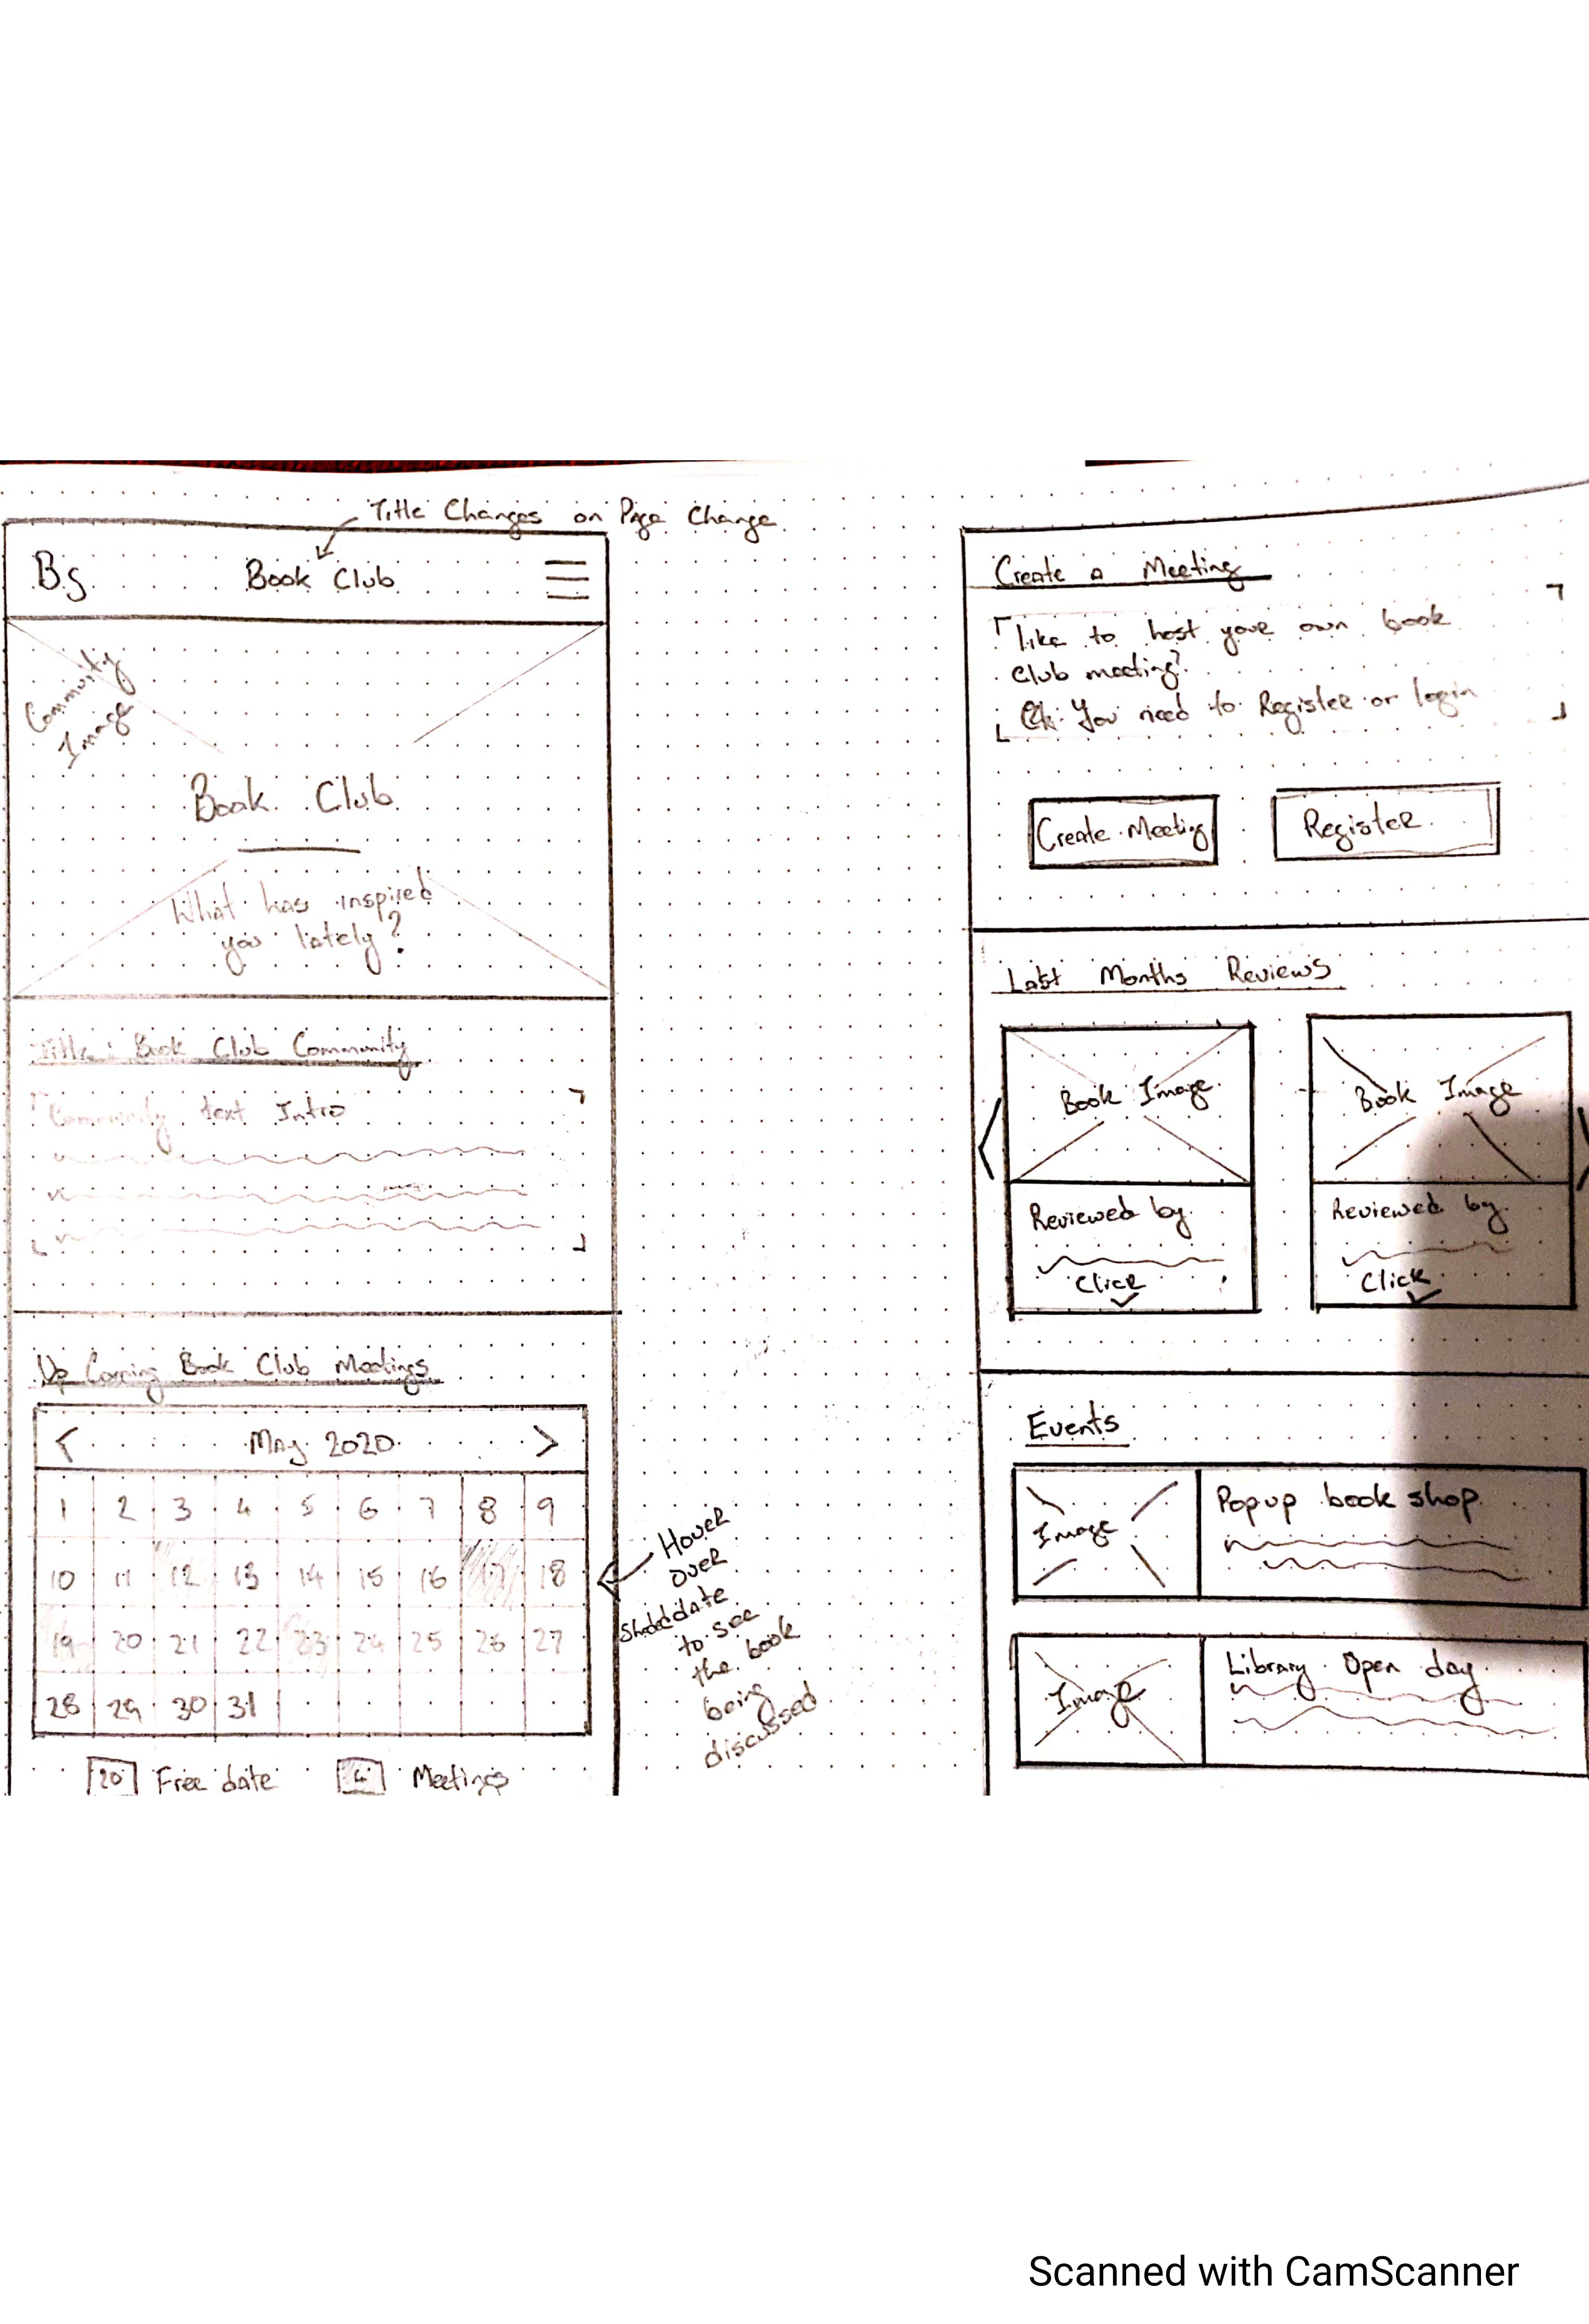 Title Changes on Page Change
Bs
Book Club
Community
Image
Book Club
What has inspired
you lately?
Title: Book Club Community
Community text Intro
Up Coming Book Club Meetings
< May 2020 >
1 2 3 4 5 6 7 8 9
10 11 12 13 14 15 16 17 18
19 20 21 22 23 24 25 26 27
28 29 30 31
20 Free date 4 Meetings
Hover
over
date
to see
the book
being
discussed
Create a Meeting
like to host your own book
club meeting?
You need to Register or login
Create Meeting
Register
Last Months Reviews
Book Image
Reviewed by
Click
Book Image
Reviewed by
Click
Events
Image
Popup book shop
Image
Library Open day
Scanned with CamScanner